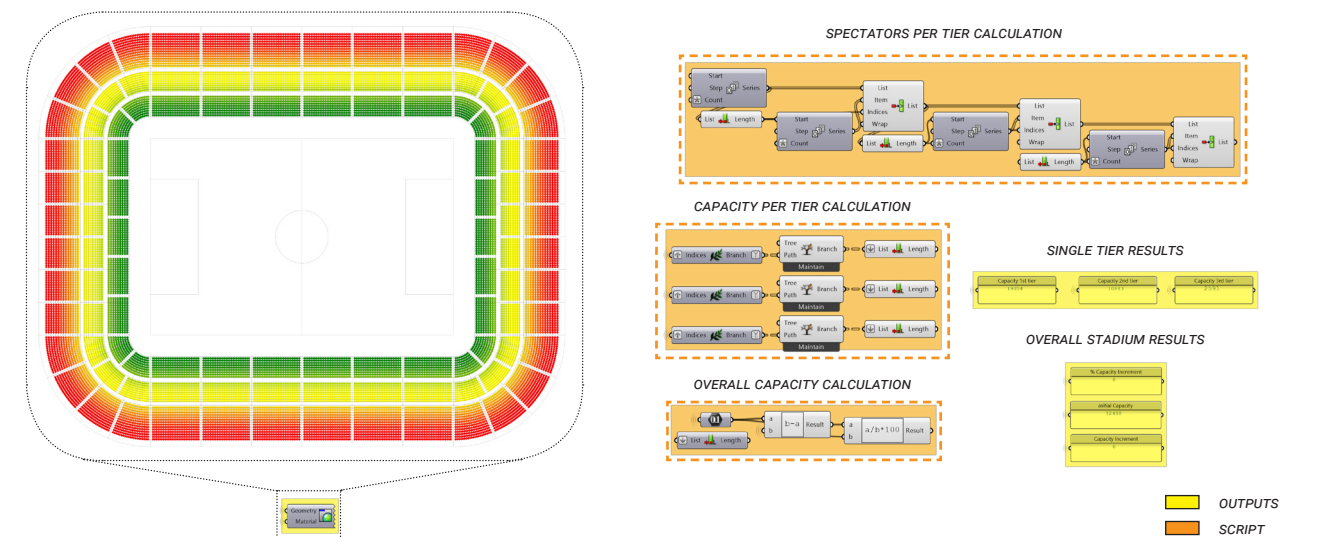 SPECTATORS PER TIER CALCULATION
Start
Step Series
Count
List Length
Start
Step Series
Count
List
Item List
Indices
Wrap
List Length
Start
Step Series
Count
List
Item List
Indices
Wrap
List Length
Start
Step Series
Count
List
Item List
Indices
Wrap
CAPACITY PER TIER CALCULATION
Indices Branch
Tree
Path Branch
Maintain
List Length
Indices Branch
Tree
Path Branch
Maintain
List Length
Indices Branch
Tree
Path Branch
Maintain
List Length
SINGLE TIER RESULTS
Capacity 1st tier
Capacity 2nd tier
Capacity 3rd tier
OVERALL STADIUM RESULTS
% Capacity Increment
Initial Capacity
Capacity Increment
OVERALL CAPACITY CALCULATION
List Length
a
b
b-a Result
a
b
a/b*100 Result
Geometry
Material
OUTPUTS
SCRIPT